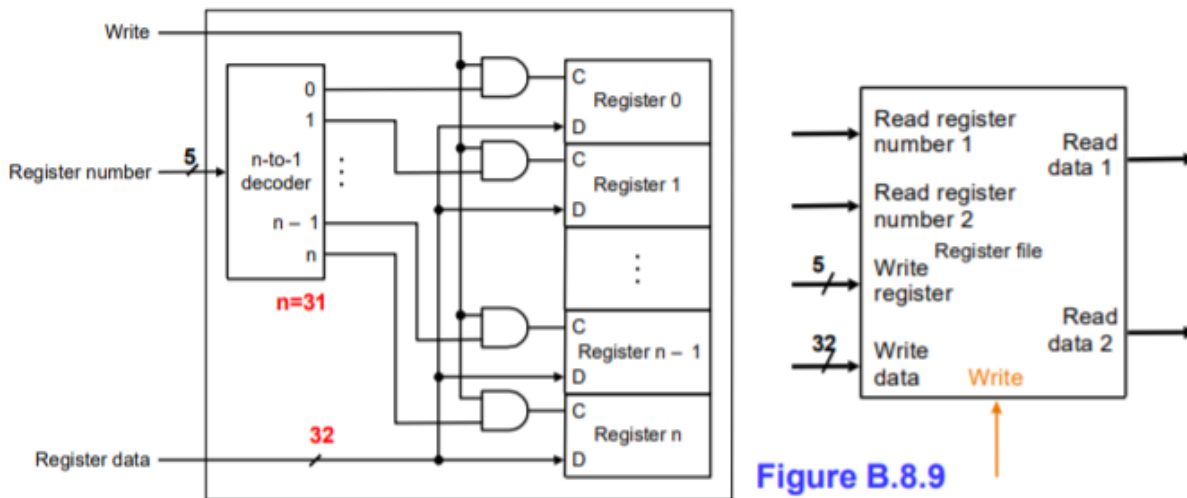 Write
0
1
5
Register number
n-to-1
decoder
n – 1
n
n=31
32
Register data
C
Register 0
D
C
Register 1
D
C
Register n – 1
D
C
Register n
D
Read register
number 1
Read
data 1
Read register
number 2
Register file
5
Write
register
Read
data 2
32
Write
data
Write
Figure B.8.9